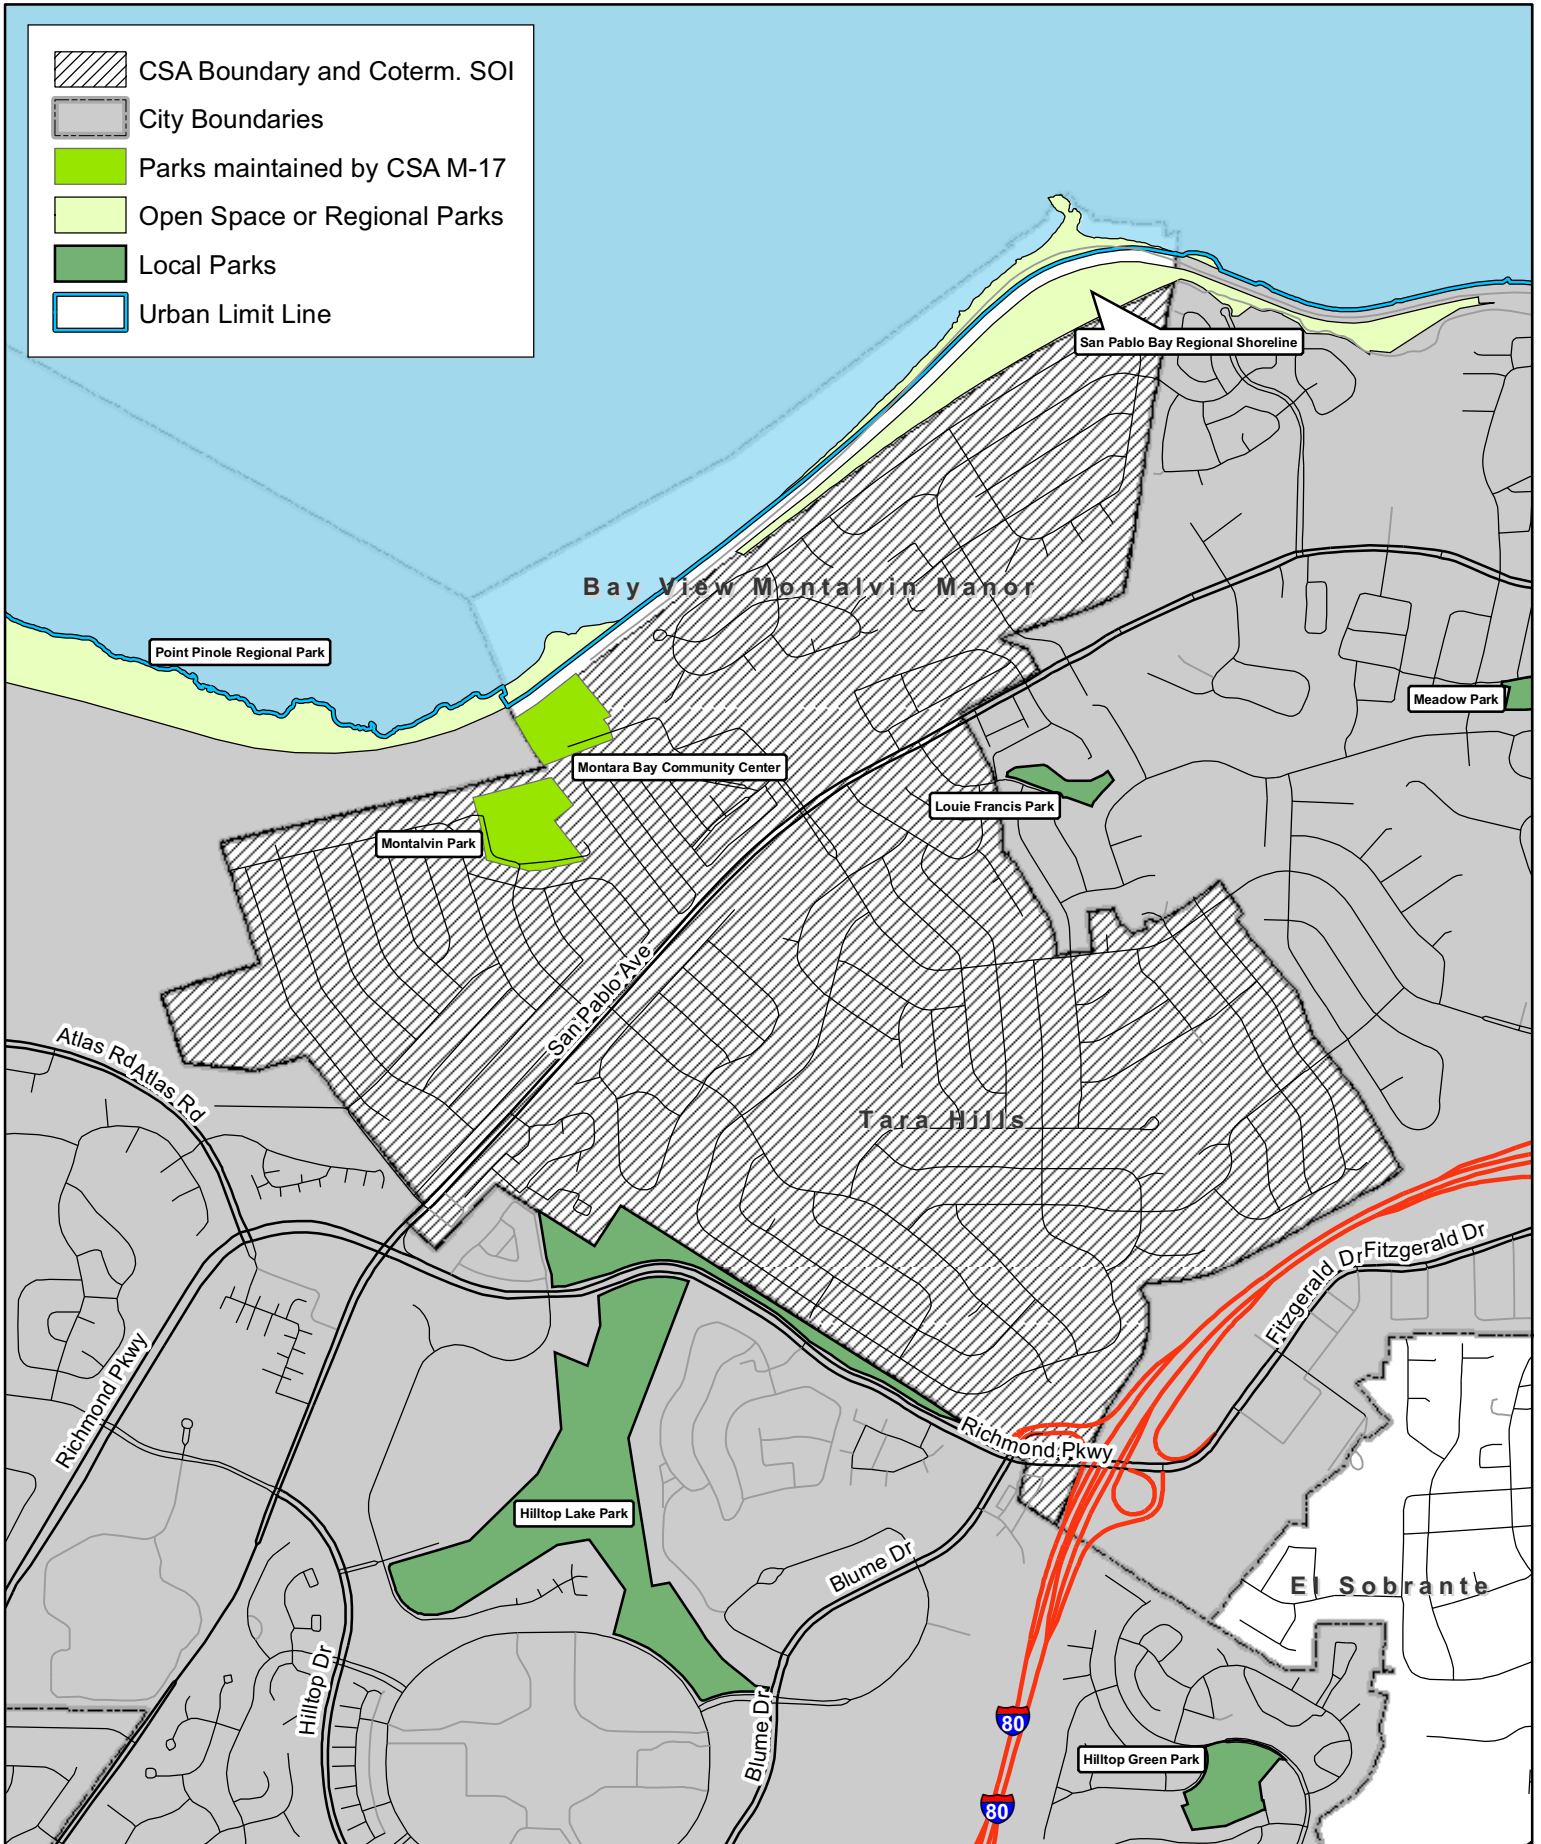 CSA Boundary and Coterm. SOI
City Boundaries
Parks maintained by CSA M-17
Open Space or Regional Parks
Local Parks
Urban Limit Line
San Pablo Bay Regional Shoreline
Bay View Montalvin Manor
Point Pinole Regional Park
Meadow Park
Montara Bay Community Center
Louie Francis Park
Montalvin Park
San Pablo Ave
Atlas Rd
Atlas Rd
Tara Hills
Fitzgerald Dr
Fitzgerald Dr
Richmond Pkwy
Richmond Pkwy
Hilltop Lake Park
Blume Dr
El Sobrante
Hilltop Dr
Blume Dr
80
Hilltop Green Park
80